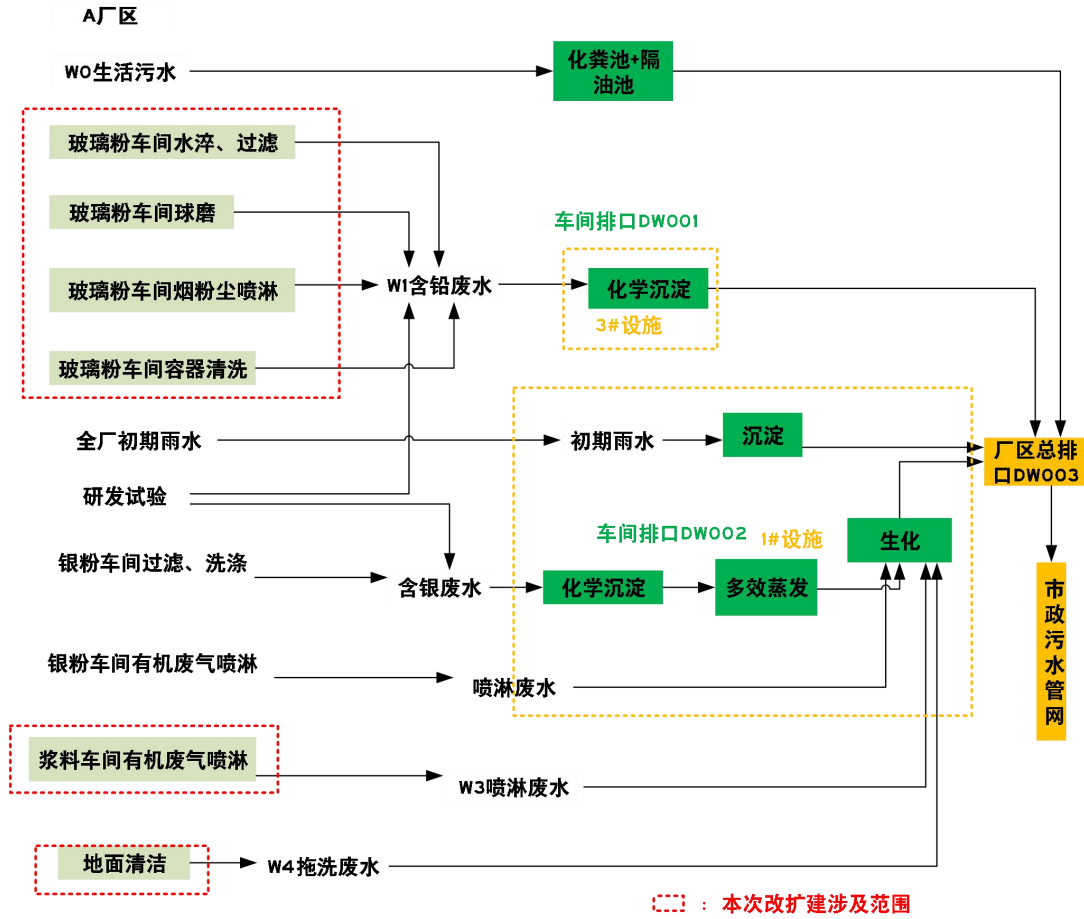 A厂区
W0生活污水
化粪池+隔
油池
玻璃粉车间水淬、过滤
玻璃粉车间球磨
车间排口DW001
玻璃粉车间烟粉尘喷淋
W1含铅废水
化学沉淀
3#设施
玻璃粉车间容器清洗
全厂初期雨水
初期雨水
沉淀
厂区总排
口DW003
研发试验
车间排口DW002
1#设施
生化
银粉车间过滤、洗涤
含银废水
化学沉淀
多效蒸发
市政污水管网
银粉车间有机废气喷淋
喷淋废水
浆料车间有机废气喷淋
W3喷淋废水
地面清洁
W4拖洗废水
：本次改扩建涉及范围